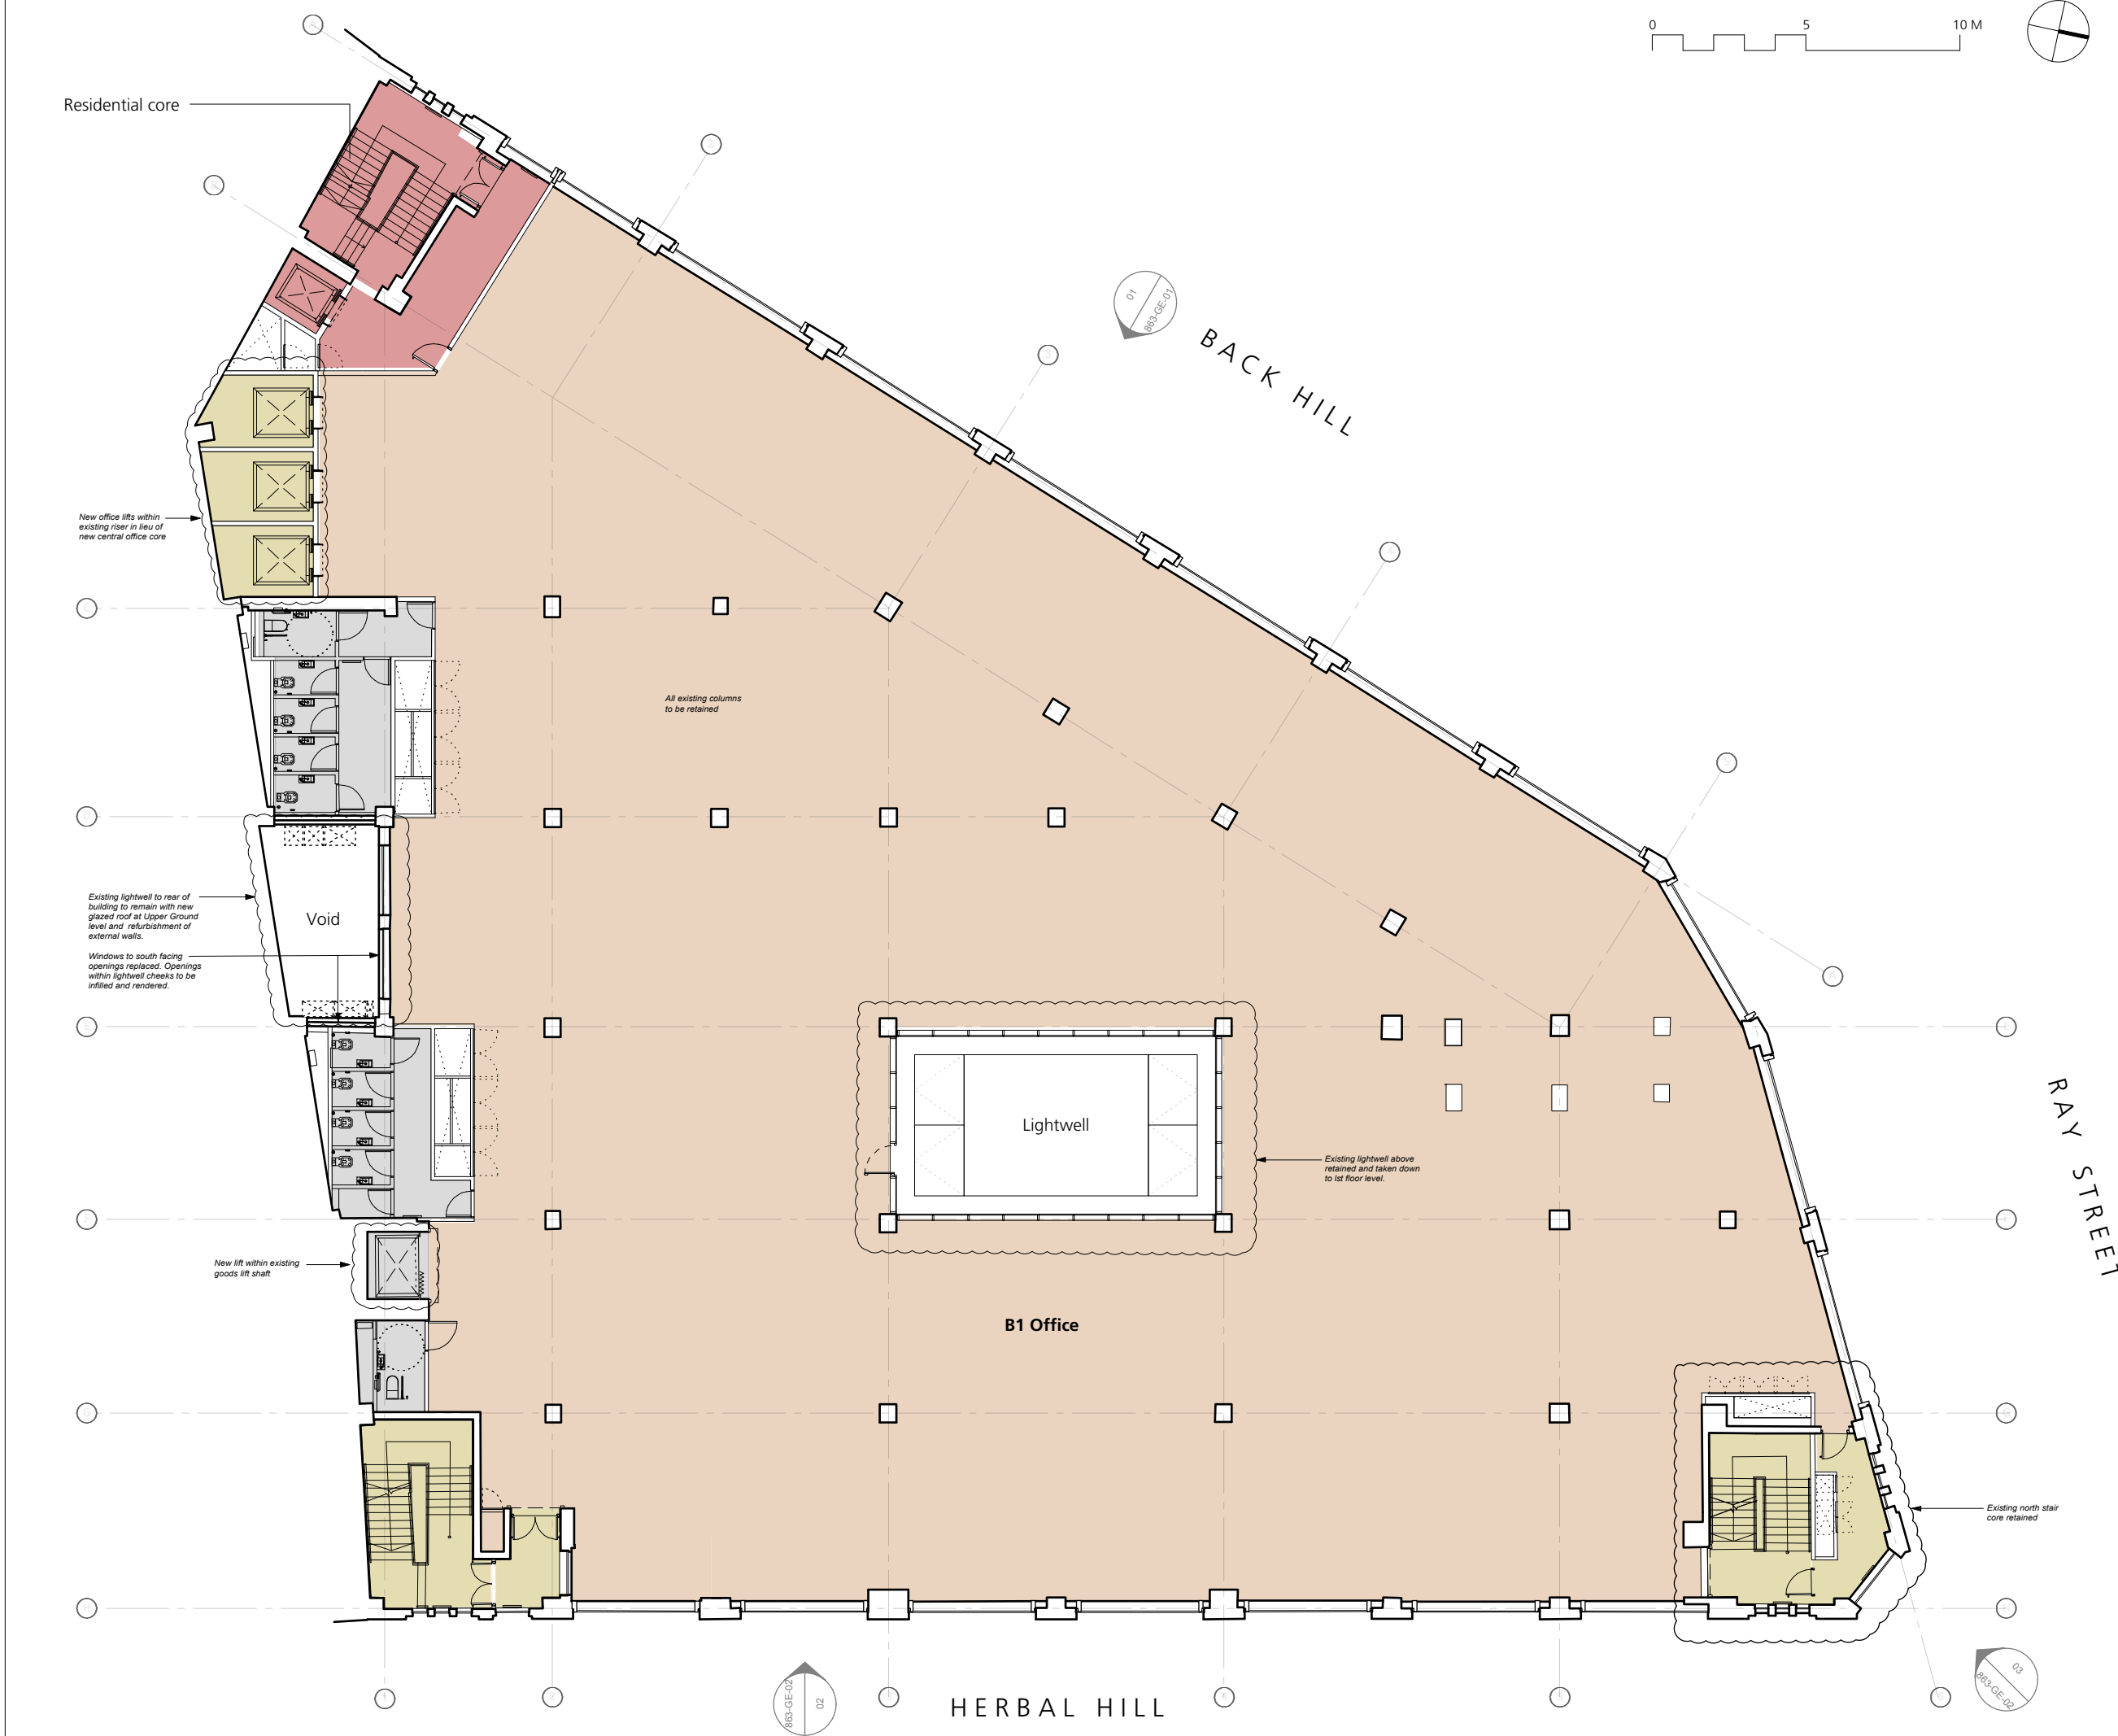 0 5 10 M
Residential core
01
863-GE-01
BACK HILL
New office lifts within
existing riser in lieu of
new central office core
All existing columns
to be retained
Existing lightwell to rear of
building to remain with new
glazed roof at Upper Ground
level and refurbishment of
external walls.
Void
Windows to south facing
openings replaced. Openings
within lightwell cheeks to be
infilled and rendered.
Lightwell
Existing lightwell above
retained and taken down
to Ist floor level.
RAY STREET
New lift within existing
goods lift shaft
B1 Office
Existing north stair
core retained
863-GE-02
02
HERBAL HILL
03
863-GE-02